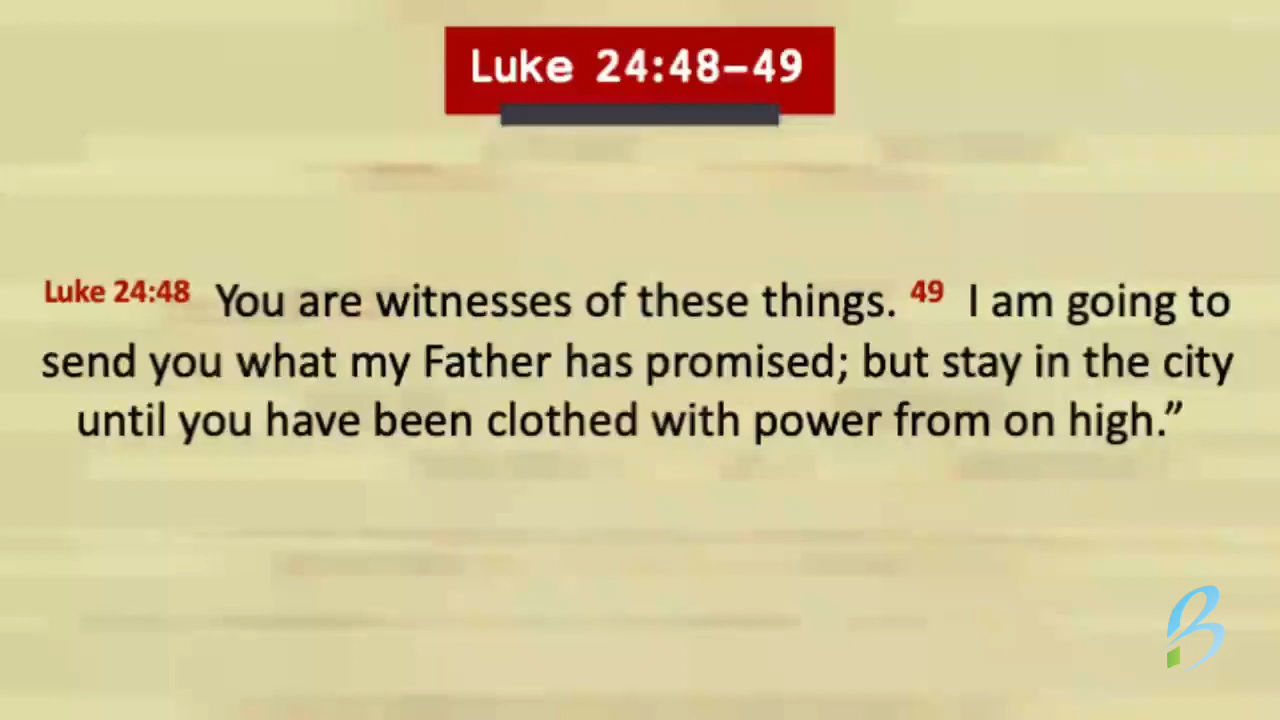 Luke 24:48–49
Luke 24:48 You are witnesses of these things. 49 I am going to
send you what my Father has promised; but stay in the city
until you have been clothed with power from on high.”
B